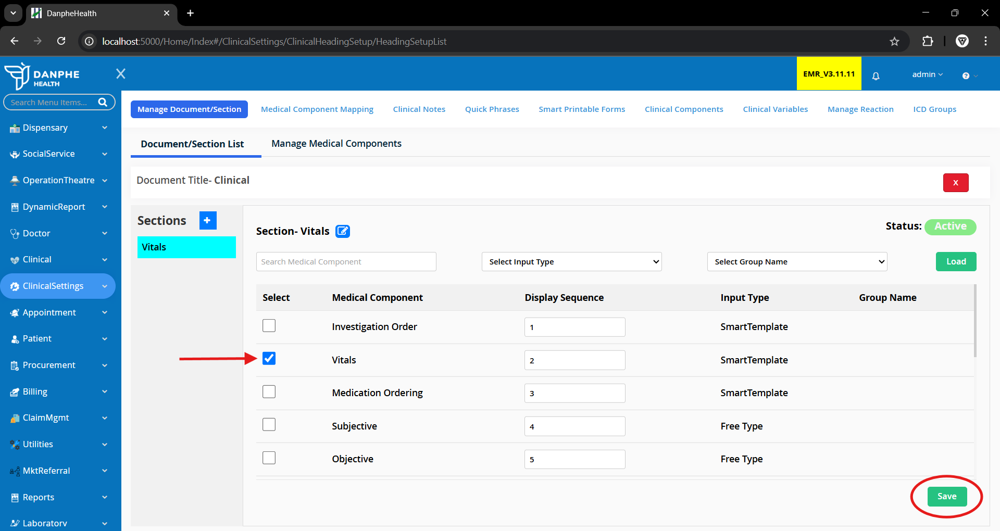 DanpheHealth
localhost:5000/Home/Index#/ClinicalSettings/ClinicalHeadingSetup/HeadingSetupList
DANPHE
HEALTH
EMR_V3.11.11
admin
Search Menu Items...
Dispensary
SocialService
OperationTheatre
DynamicReport
Doctor
Clinical
ClinicalSettings
Appointment
Patient
Procurement
Billing
ClaimMgmt
Utilities
MktReferral
Reports
Laboratory
Manage Document/Section Medical Component Mapping Clinical Notes Quick Phrases Smart Printable Forms Clinical Components Clinical Variables Manage Reaction ICD Groups
Document/Section List Manage Medical Components
Document Title- Clinical
X
Sections +
Vitals
Section- Vitals
Status: Active
Search Medical Component Select Input Type Select Group Name Load
Select Medical Component Display Sequence Input Type Group Name
Investigation Order 1 SmartTemplate
Vitals 2 SmartTemplate
Medication Ordering 3 SmartTemplate
Subjective 4 Free Type
Objective 5 Free Type
Save